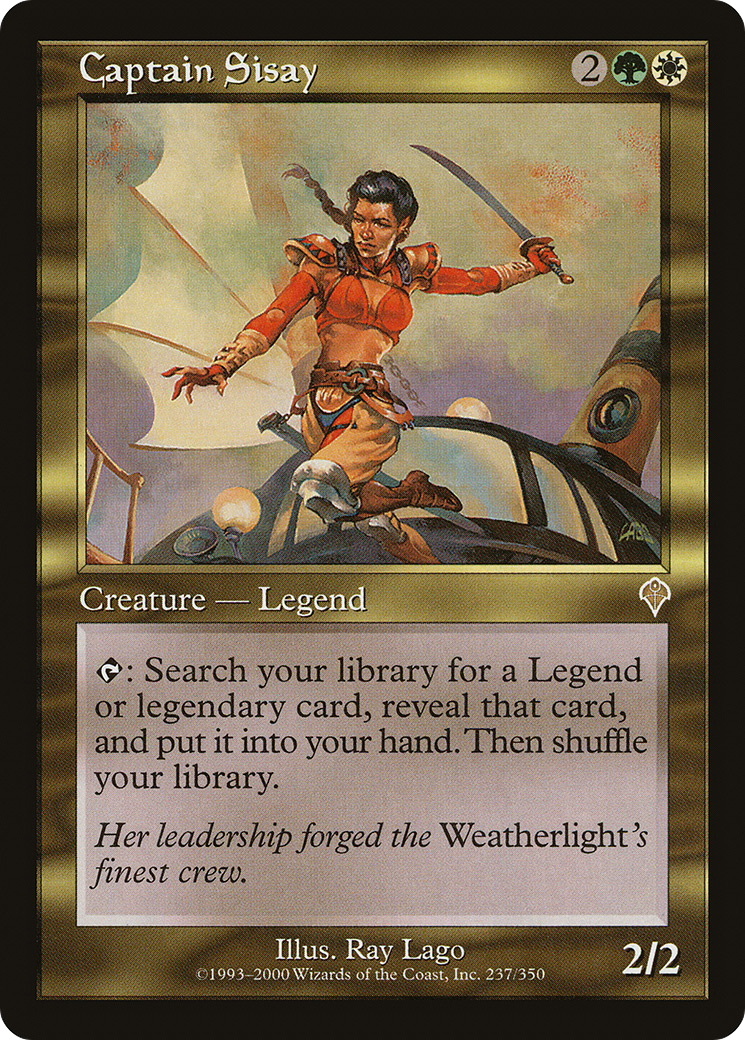 Captain Sisay 2
LAGO
Creature — Legend
: Search your library for a Legend
or legendary card, reveal that card,
and put it into your hand. Then shuffle
your library.
Her leadership forged the Weatherlight's
finest crew.
Illus. Ray Lago
©1993–2000 Wizards of the Coast, Inc. 237/350
2/2